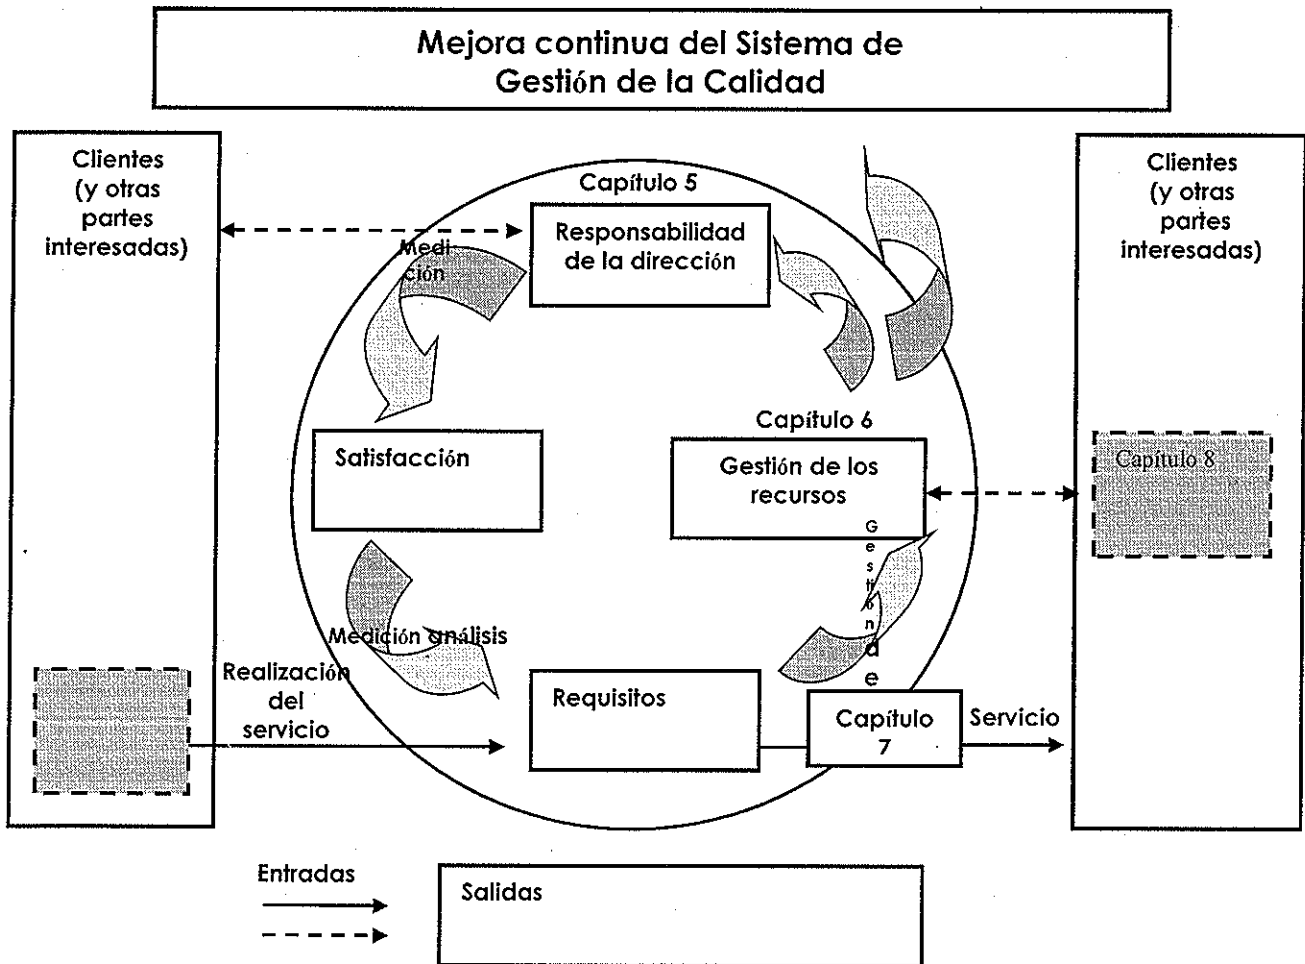 Mejora continua del Sistema de
Gestión de la Calidad
Clientes
(y otras
partes
interesadas)
Capítulo 5
Responsabilidad
de la dirección
Medi
ción
Clientes
(y otras
partes
interesadas)
Capítulo 6
Gestión de los
recursos
Satisfacción
Capítulo 8
G
e
s
ti
ó
n
d
e
Medición análisis
Realización
del
servicio
Requisitos
Capítulo
7
Servicio
Entradas
Salidas